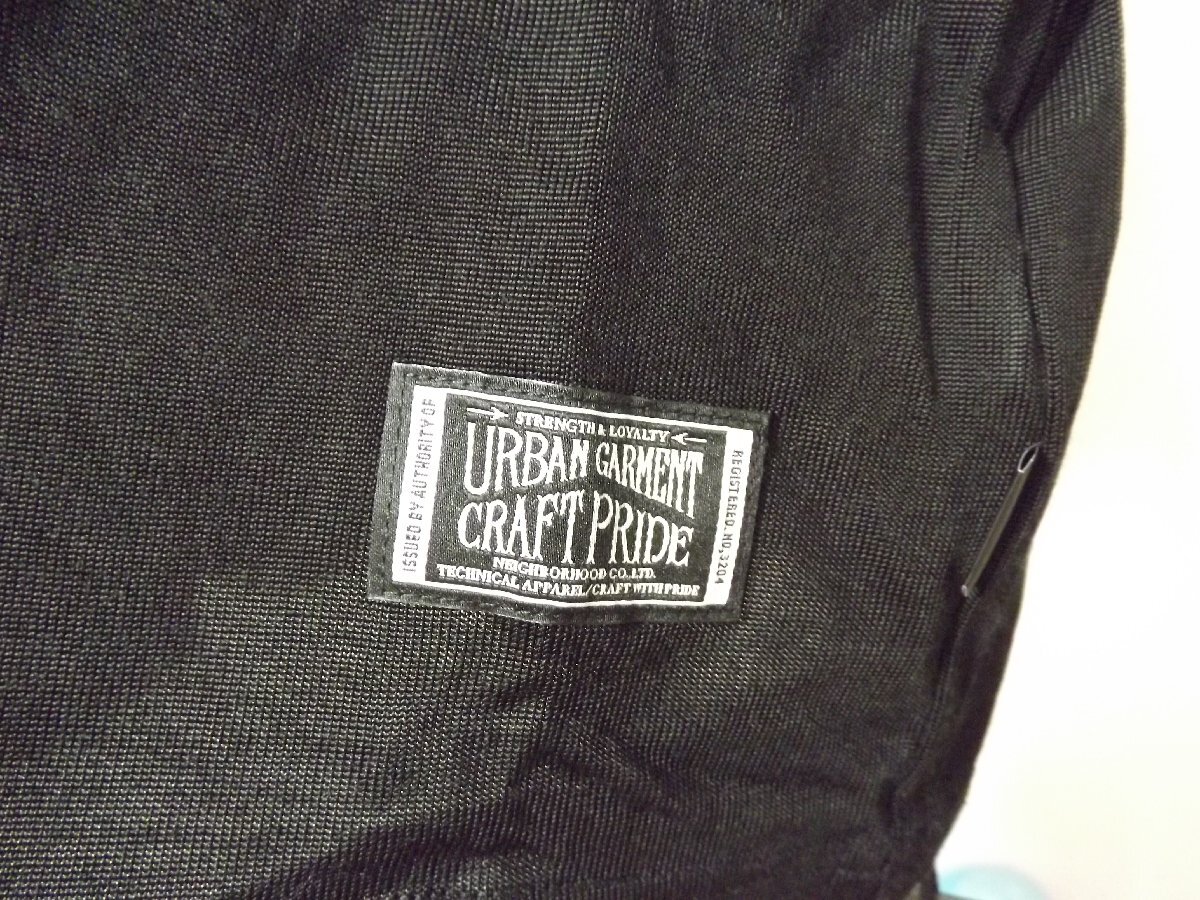 STRENGTH & LOYALTY
URBAN GARMENT
CRAFT PRIDE
NEIGHBORHOOD CO.,LTD.
TECHNICAL APPAREL/CRAFT WITH PRIDE
ISSUED BY AUTHORITY OF
REGISTERED.NO,3204